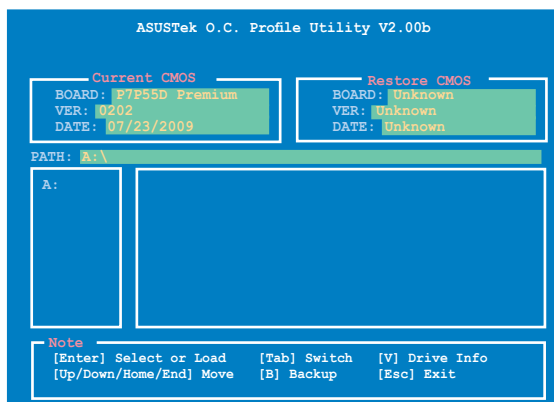 ASUSTek O.C. Profile Utility V2.00b
Current CMOS
BOARD: P7P55D Premium
VER: 0202
DATE: 07/23/2009
Restore CMOS
BOARD: Unknown
VER: Unknown
DATE: Unknown
PATH: A:\
A:
Note
[Enter] Select or Load [Tab] Switch [V] Drive Info
[Up/Down/Home/End] Move [B] Backup [Esc] Exit